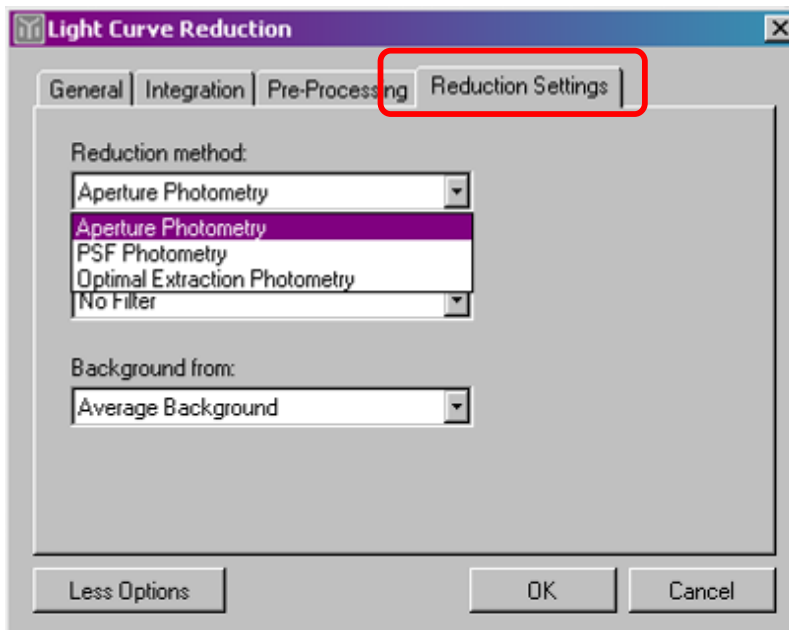 Light Curve Reduction
General Integration Pre-Processing Reduction Settings
Reduction method:
Aperture Photometry
Aperture Photometry
PSF Photometry
Optimal Extraction Photometry
No Filter
Background from:
Average Background
Less Options OK Cancel